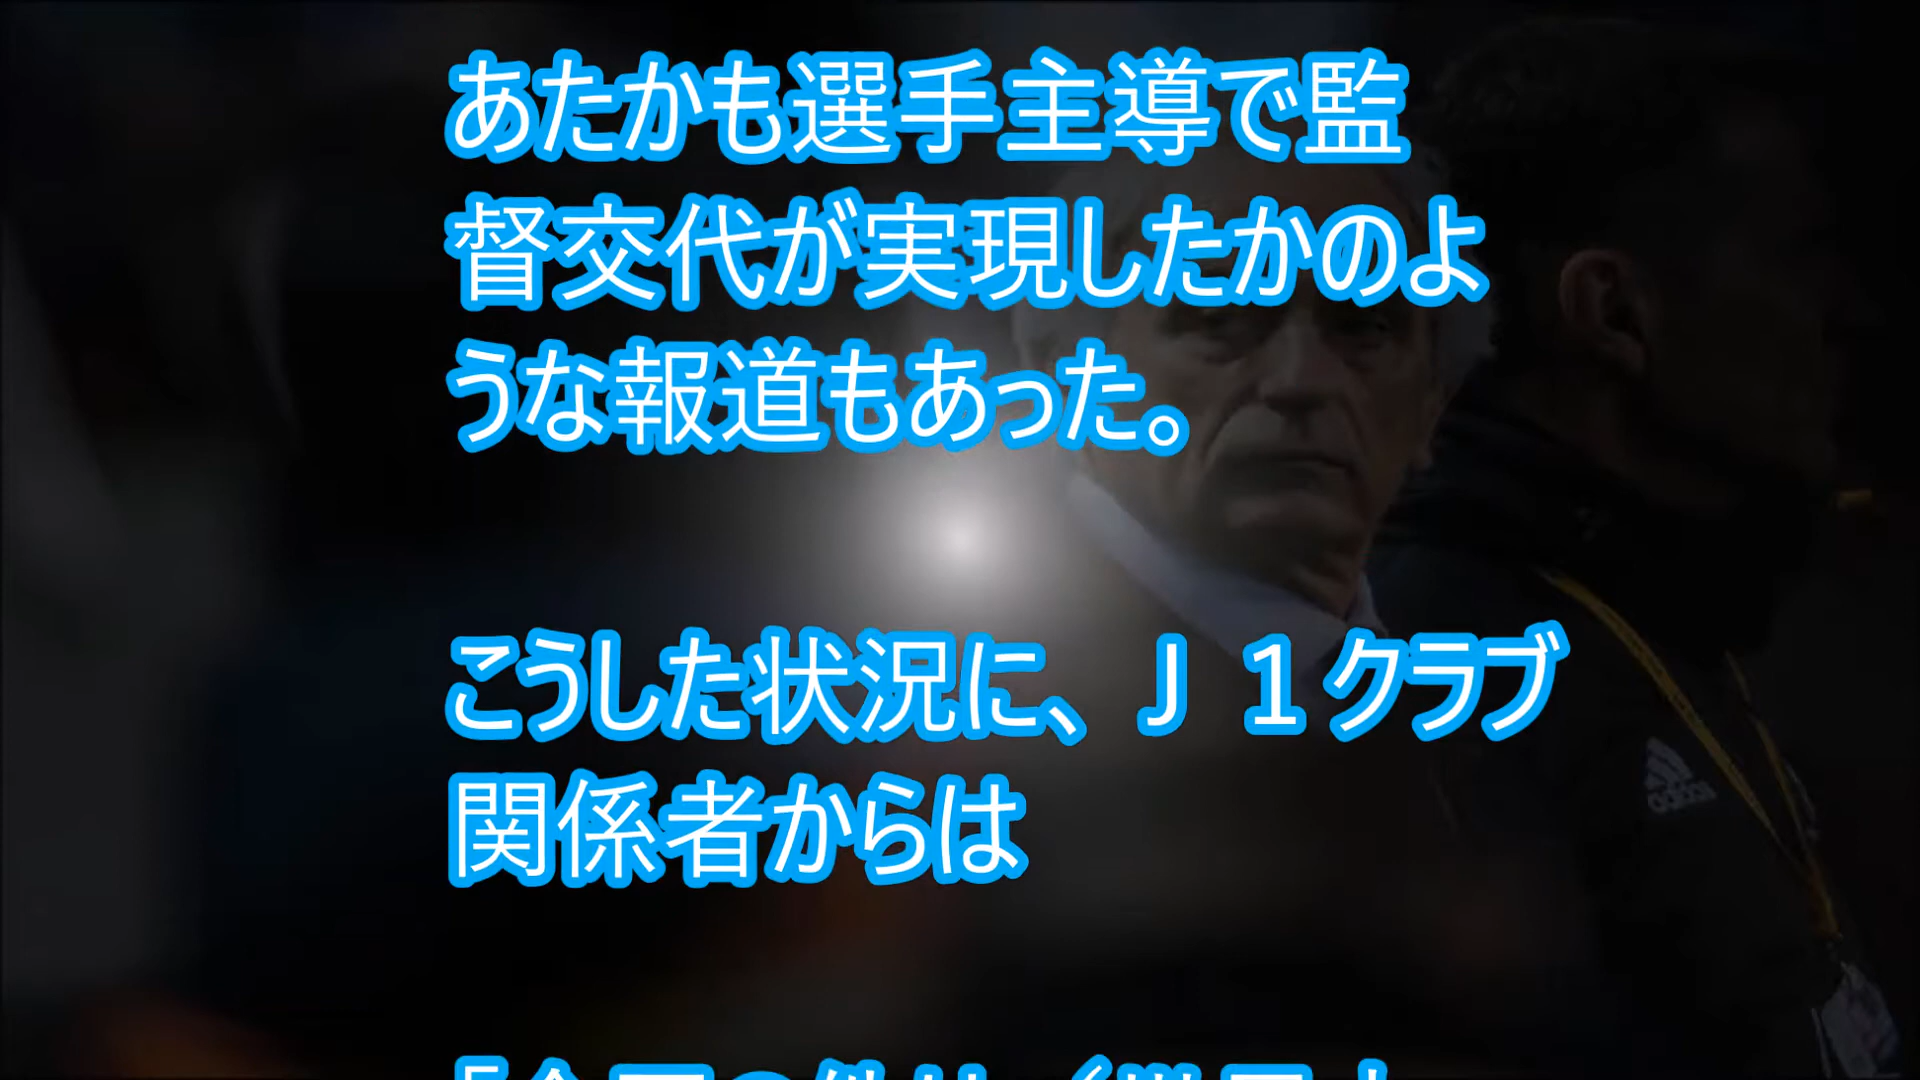 あたかも選手主導で監
督交代が実現したかのよ
うな報道もあった。
こうした状況に、Ｊ１クラブ
関係者からは
adidas